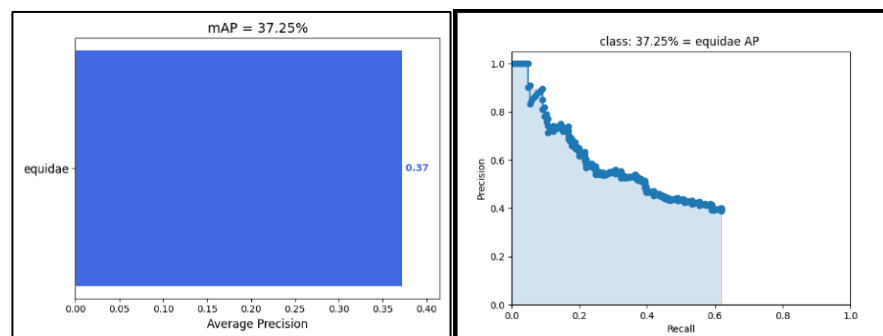 mAP = 37.25%
equidae
0.37
0.00 0.05 0.10 0.15 0.20 0.25 0.30 0.35 0.40
Average Precision
class: 37.25% = equidae AP
1.0
0.8
0.6
0.4
0.2
0.0
Precision
0.0 0.2 0.4 0.6 0.8 1.0
Recall